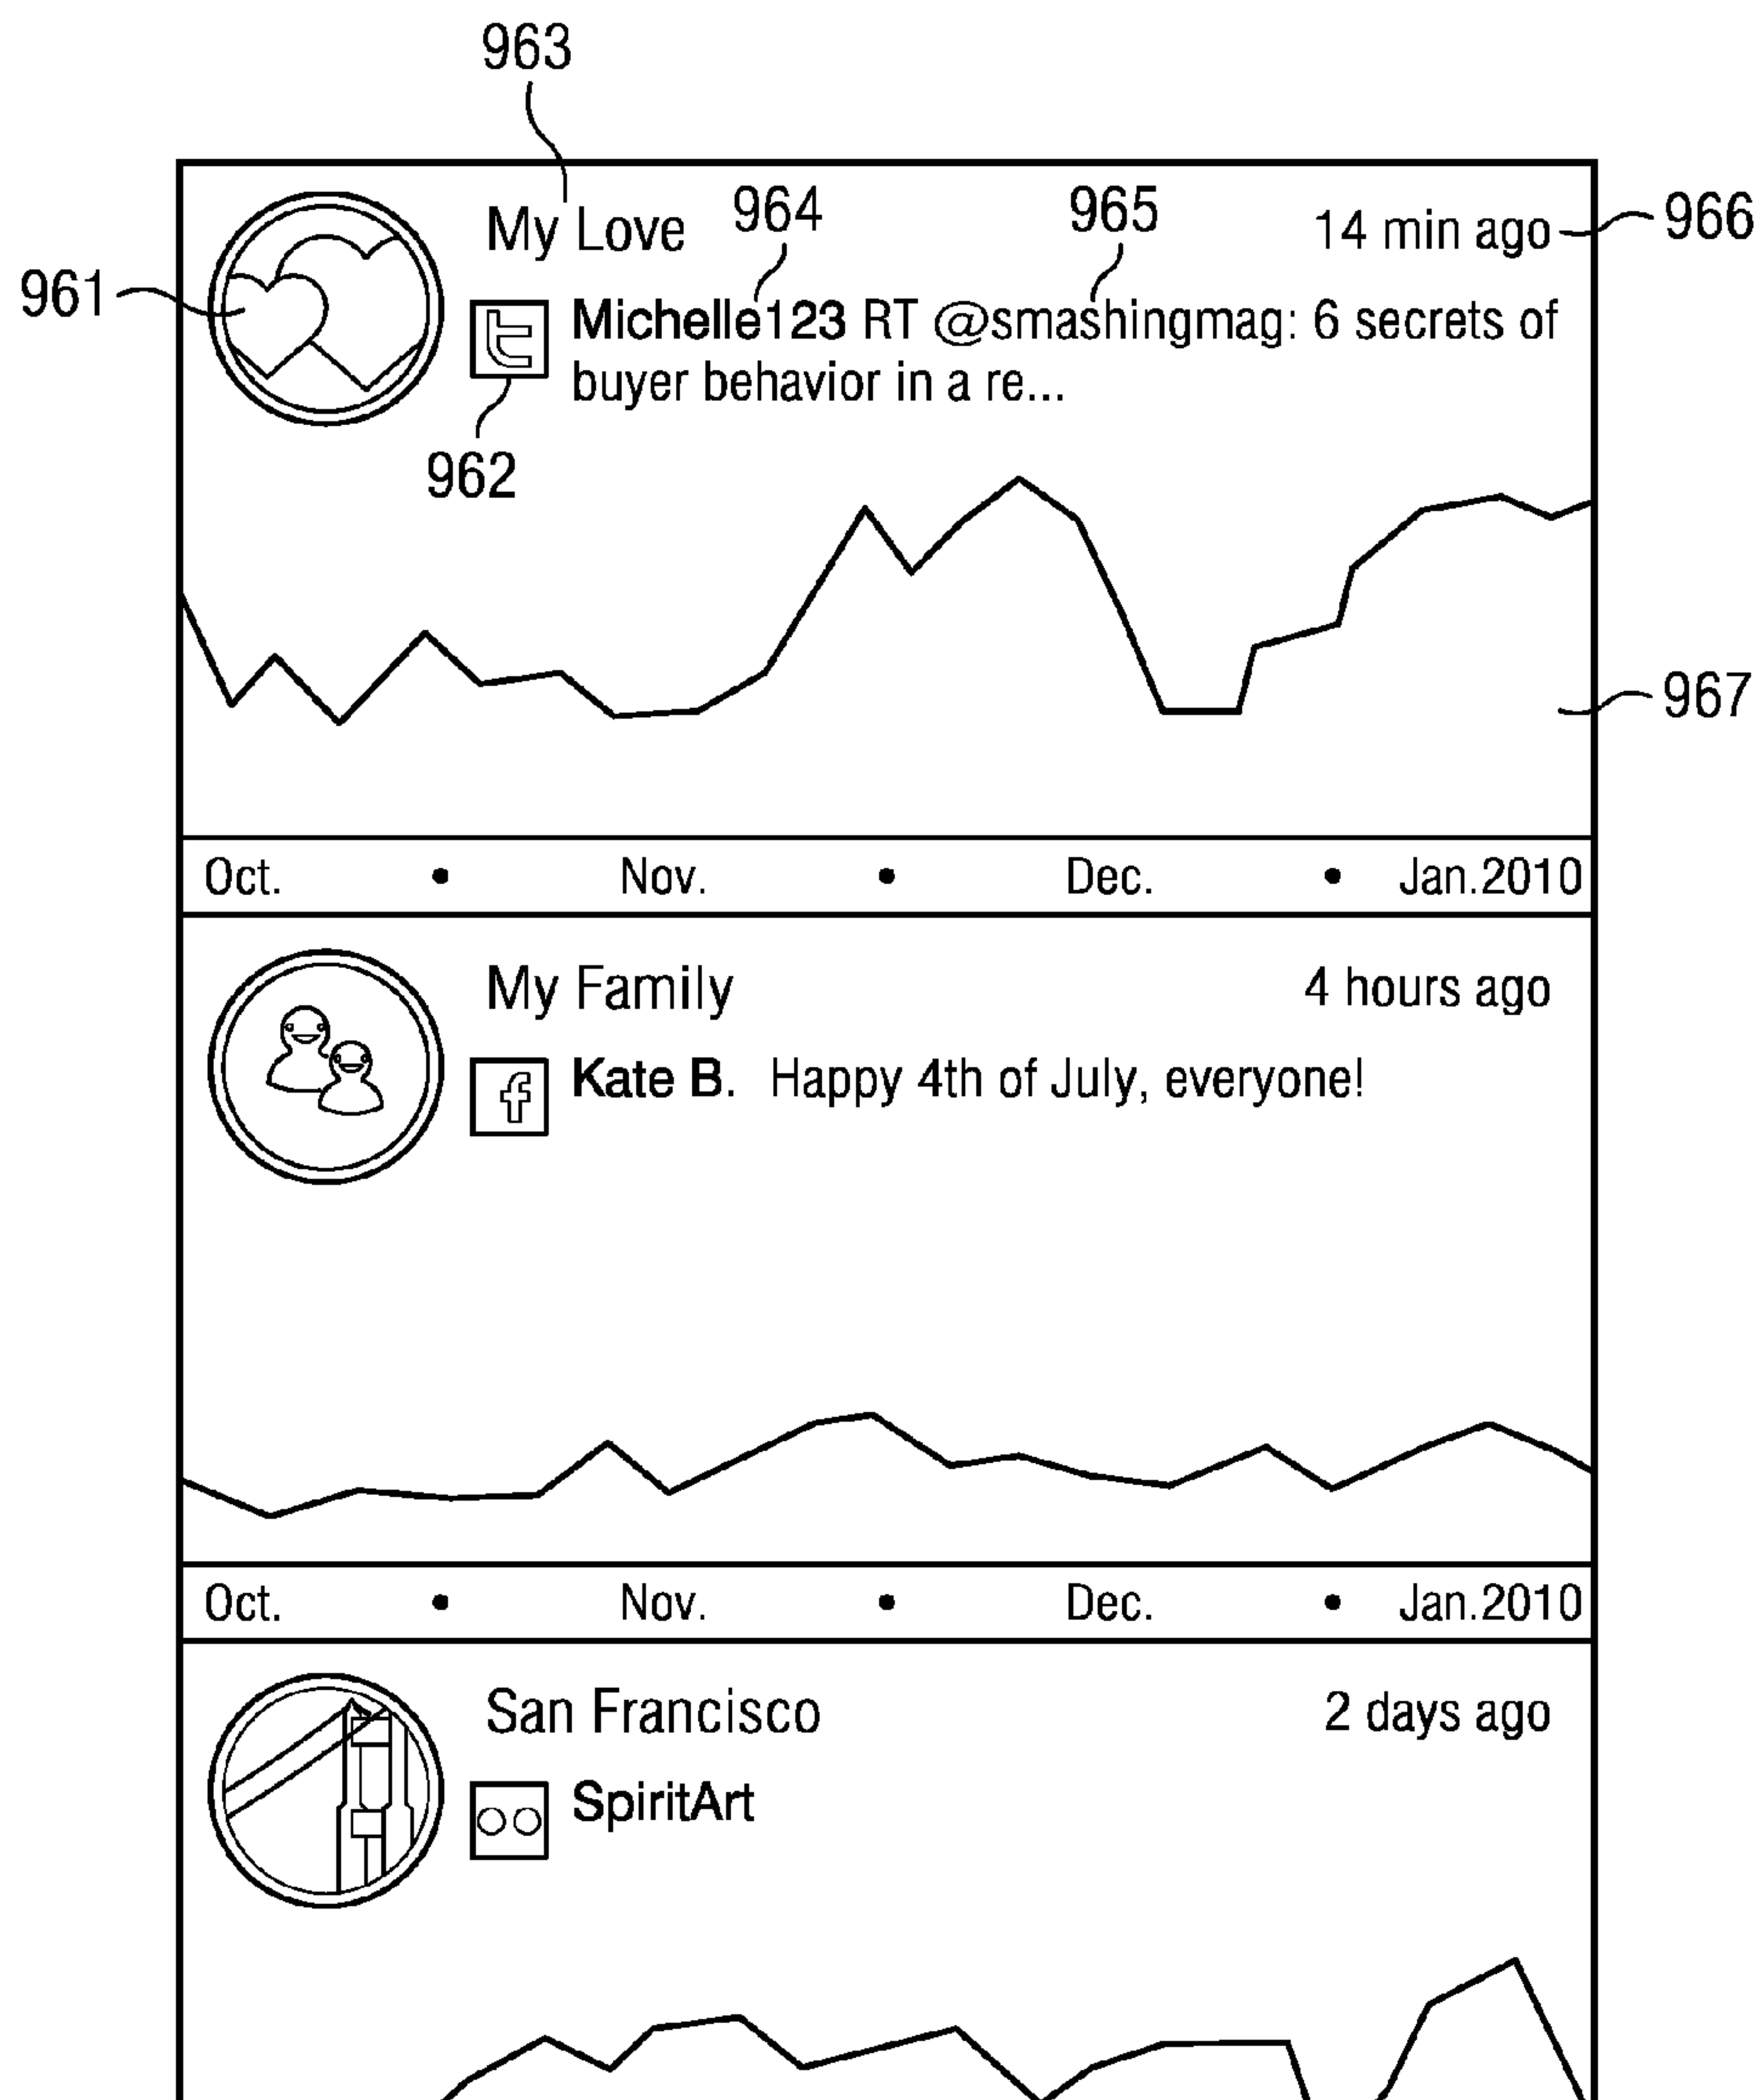 963
My Love 964 965 14 min ago 966
961
Michelle123 RT @smashingmag: 6 secrets of
buyer behavior in a re...
962
967
Oct. • Nov. • Dec. • Jan.2010
My Family 4 hours ago
f Kate B. Happy 4th of July, everyone!
Oct. • Nov. • Dec. • Jan.2010
San Francisco 2 days ago
SpiritArt